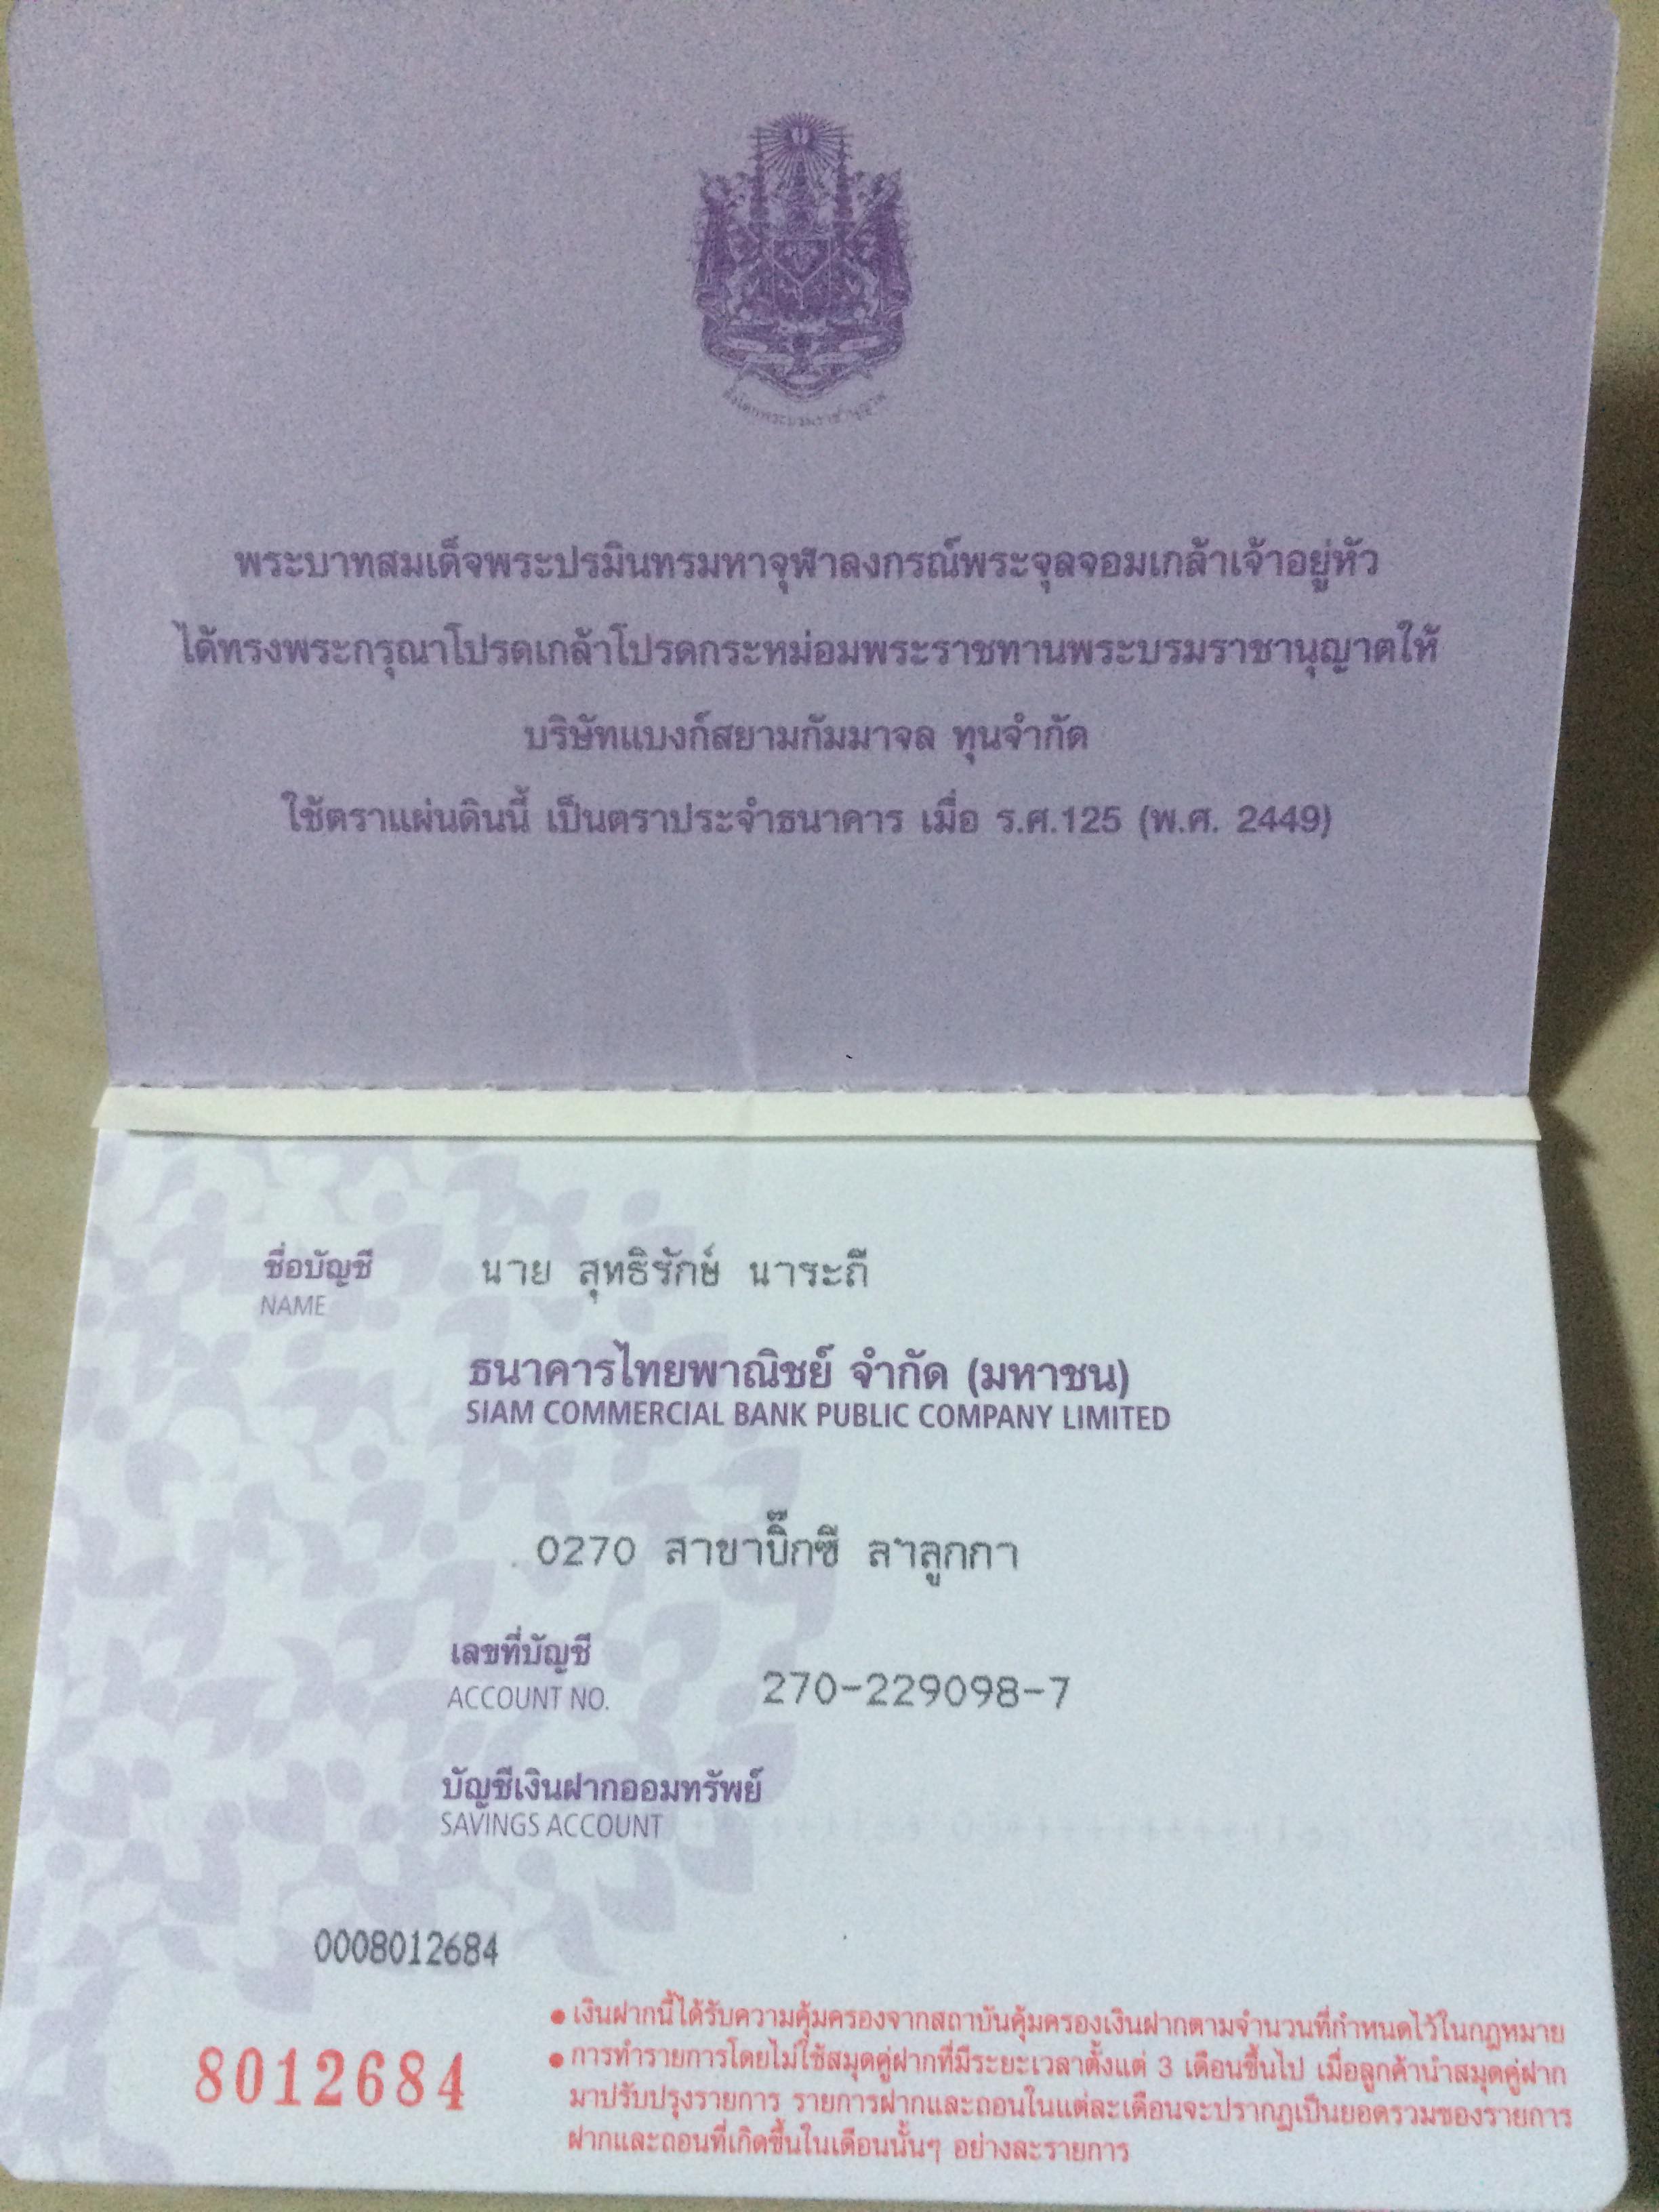 ตั้งโดยพระบรมราชานุญาต
พระบาทสมเด็จพระปรมินทรมหาจุฬาลงกรณ์พระจุลจอมเกล้าเจ้าอยู่หัว
ได้ทรงพระกรุณาโปรดเกล้าโปรดกระหม่อมพระราชทานพระบรมราชานุญาตให้
บริษัทแบงก์สยามกัมมาจล ทุนจำกัด
ใช้ตราแผ่นดินนี้ เป็นตราประจำธนาคาร เมื่อ ร.ศ.125 (พ.ศ. 2449)
ชื่อบัญชี นาย สุทธิรักษ์ นาระถี
NAME
ธนาคารไทยพาณิชย์ จำกัด (มหาชน)
SIAM COMMERCIAL BANK PUBLIC COMPANY LIMITED
0270 สาขาบิ๊กซี ลำลูกกา
เลขที่บัญชี
ACCOUNT NO. 270-229098-7
บัญชีเงินฝากออมทรัพย์
SAVINGS ACCOUNT
0008012684
8012684
• เงินฝากนี้ได้รับความคุ้มครองจากสถาบันคุ้มครองเงินฝากตามจำนวนที่กำหนดไว้ในกฎหมาย
• การทำรายการโดยไม่ใช้สมุดคู่ฝากที่มีระยะเวลาตั้งแต่ 3 เดือนขึ้นไป เมื่อลูกค้านำสมุดคู่ฝาก
มาปรับปรุงรายการ รายการฝากและถอนในแต่ละเดือนจะปรากฏเป็นยอดรวมของรายการ
ฝากและถอนที่เกิดขึ้นในเดือนนั้นๆ อย่างละรายการ